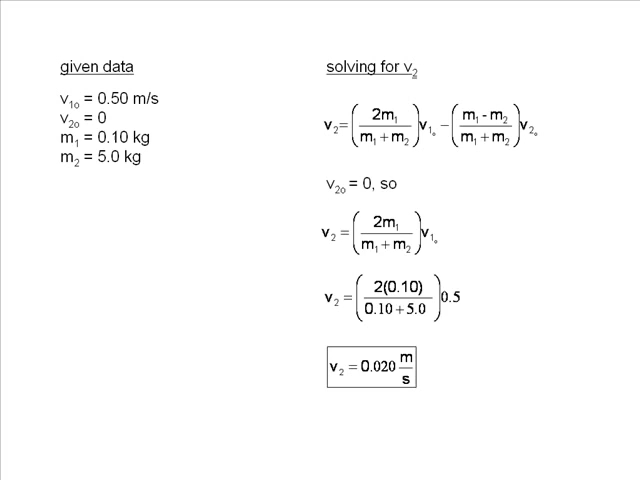 given data
v₁ₒ = 0.50 m/s
v₂ₒ = 0
m₁ = 0.10 kg
m₂ = 5.0 kg
solving for v₂
v₂=(2m₁/(m₁+m₂))v₁ₒ −((m₁-m₂)/(m₁+m₂))v₂ₒ
v₂ₒ = 0, so
v₂ =(2m₁/(m₁+m₂))v₁ₒ
v₂ =(2(0.10)/(0.10+5.0))0.5
v₂ = 0.020 m/s